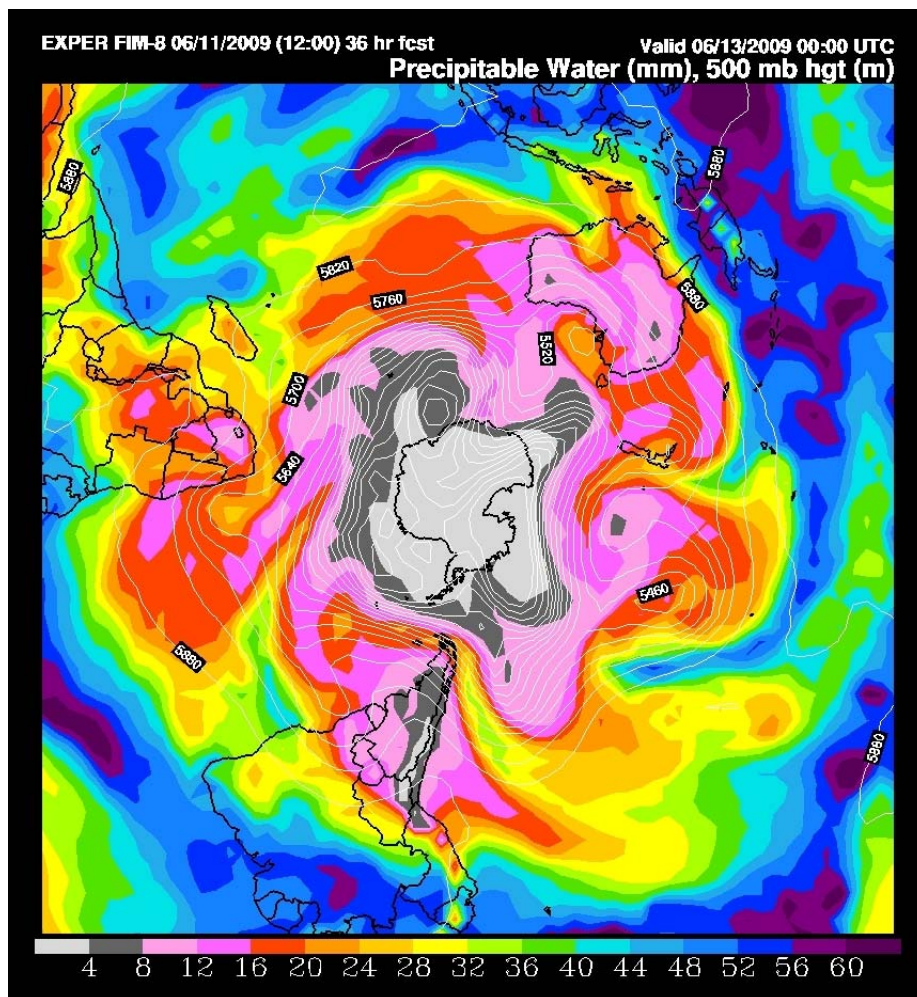 EXPER FIM-8 06/11/2009 (12:00) 36 hr fcst
Valid 06/13/2009 00:00 UTC
Precipitable Water (mm), 500 mb hgt (m)
5880
5880
5820
5760
5880
5520
5700
5640
5460
5880
5880
4 8 12 16 20 24 28 32 36 40 44 48 52 56 60